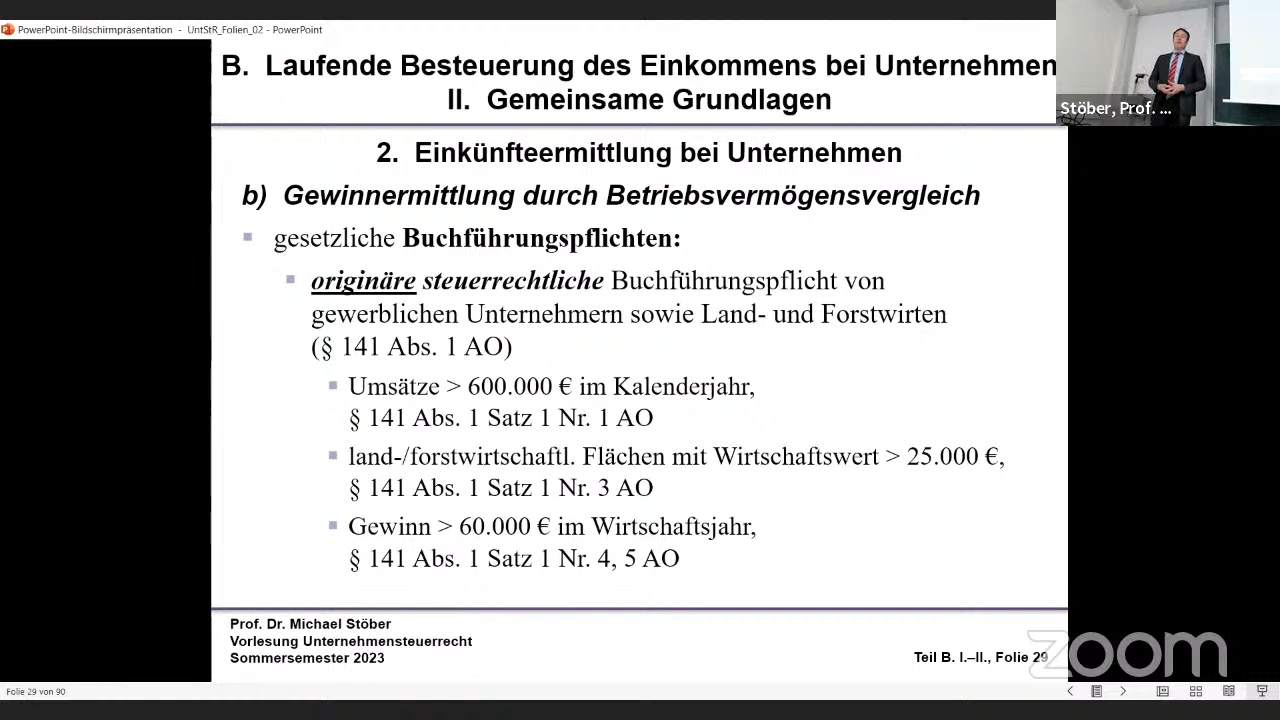 PowerPoint-Bildschirmpräsentation - UntStR_Folien_02 - PowerPoint
B. Laufende Besteuerung des Einkommens bei Unternehmen
II. Gemeinsame Grundlagen
Stöber, Prof. ...
2. Einkünfteermittlung bei Unternehmen
b) Gewinnermittlung durch Betriebsvermögensvergleich
gesetzliche Buchführungspflichten:
originäre steuerrechtliche Buchführungspflicht von
gewerblichen Unternehmern sowie Land- und Forstwirten
(§ 141 Abs. 1 AO)
Umsätze > 600.000 € im Kalenderjahr,
§ 141 Abs. 1 Satz 1 Nr. 1 AO
land-/forstwirtschaftl. Flächen mit Wirtschaftswert > 25.000 €,
§ 141 Abs. 1 Satz 1 Nr. 3 AO
Gewinn > 60.000 € im Wirtschaftsjahr,
§ 141 Abs. 1 Satz 1 Nr. 4, 5 AO
Prof. Dr. Michael Stöber
Vorlesung Unternehmensteuerrecht
Sommersemester 2023
Teil B. I.–II., Folie 29
zoom
Folie 29 von 90